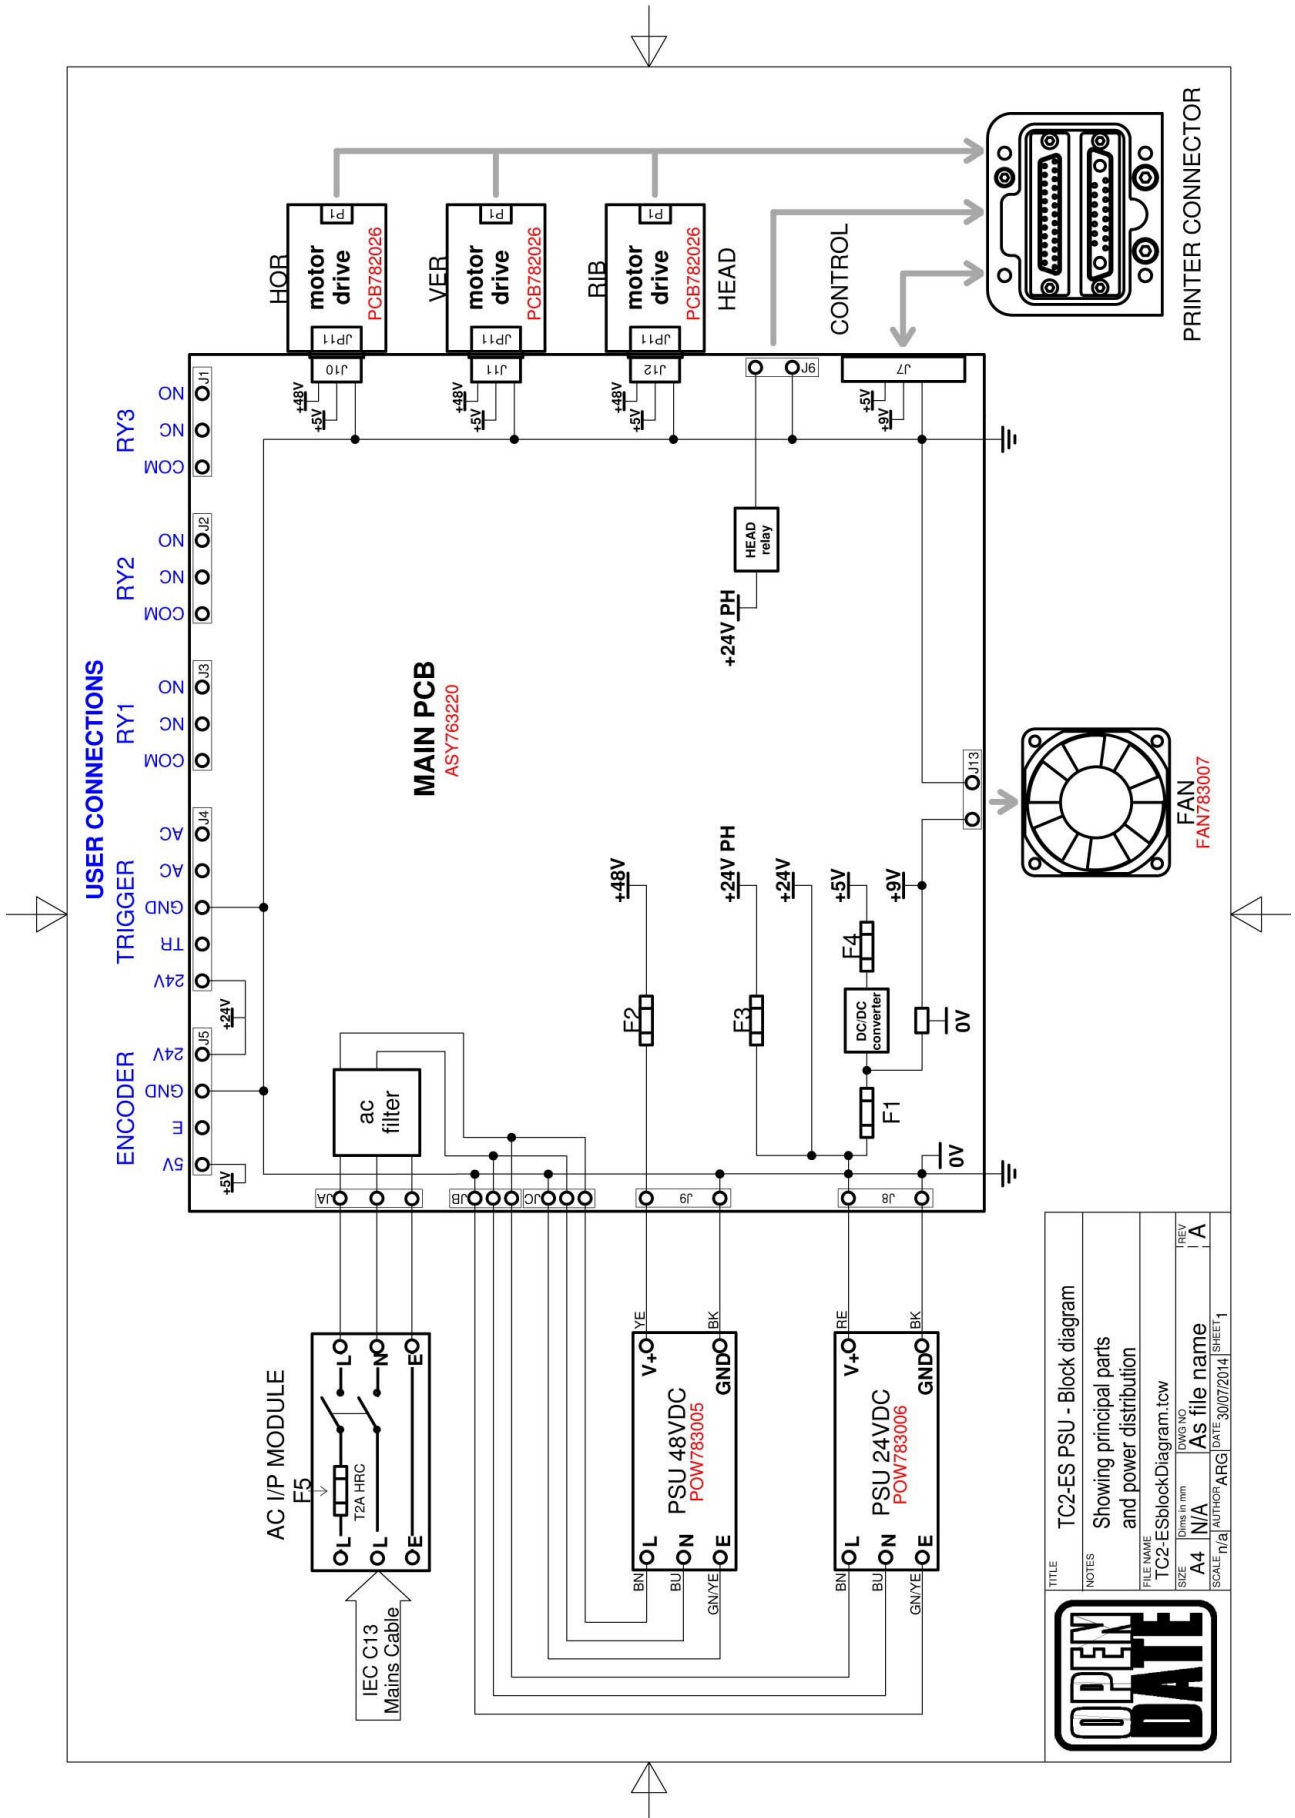 USER CONNECTIONS
ENCODER
TRIGGER
RY1
RY2
RY3
5V
E
GND
24V
24V
TR
GND
AC
AC
COM
NC
NO
COM
NC
NO
COM
NC
NO
J5
J4
J3
J2
J1
+5V
+24V
AC I/P MODULE
F5
T2A HRC
L
L
E
L
N
E
IEC C13
Mains Cable
JA
JB
JC
ac
filter
MAIN PCB
ASY763220
HOR
motor
drive
PCB782026
P1
JP11
J10
+48V
+5V
VER
motor
drive
PCB782026
P1
JP11
J11
+48V
+5V
RIB
motor
drive
PCB782026
P1
JP11
J12
+48V
+5V
HEAD
J6
HEAD
relay
+24V PH
CONTROL
J7
+5V
+9V
PRINTER CONNECTOR
PSU 48VDC
POW783005
BN
BU
GN/YE
L
N
E
V+
GND
YE
BK
J9
F2
+48V
F3
+24V PH
+24V
PSU 24VDC
POW783006
BN
BU
GN/YE
L
N
E
V+
GND
RE
BK
J8
F1
DC/DC
converter
F4
+5V
+9V
0V
0V
J13
FAN
FAN783007
OPEN
DATE
TITLE
TC2-ES PSU - Block diagram
NOTES
Showing principal parts
and power distribution
FILE NAME
TC2-ESblockDiagram.tcw
SIZE
A4
Dims in mm
N/A
DWG NO
As file name
REV
A
SCALE n/a
AUTHOR ARG
DATE 30/07/2014
SHEET 1